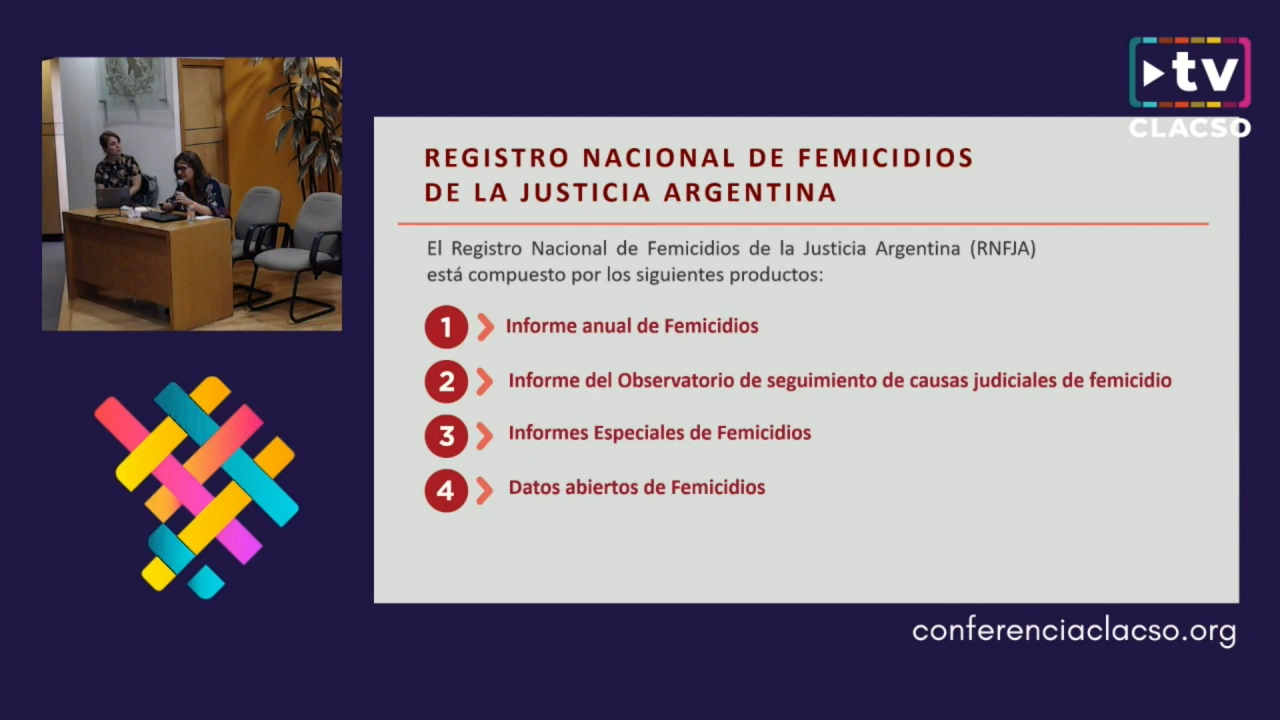 tv
CLACSO
REGISTRO NACIONAL DE FEMICIDIOS
DE LA JUSTICIA ARGENTINA
El Registro Nacional de Femicidios de la Justicia Argentina (RNFJA)
está compuesto por los siguientes productos:
1 Informe anual de Femicidios
2 Informe del Observatorio de seguimiento de causas judiciales de femicidio
3 Informes Especiales de Femicidios
4 Datos abiertos de Femicidios
conferenciaclacso.org